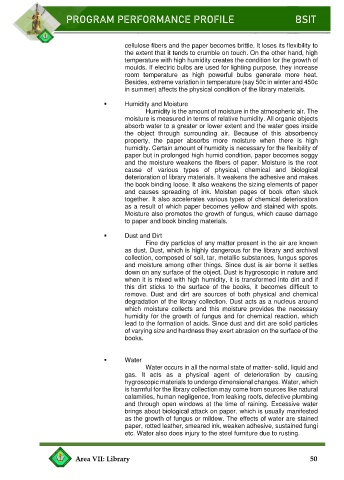 PROGRAM PERFORMANCE PROFILE BSIT
cellulose fibers and the paper becomes brittle. It loses its flexibility to
the extent that it tends to crumble on touch. On the other hand, high
temperature with high humidity creates the condition for the growth of
moulds. If electric bulbs are used for lighting purpose, they increase
room temperature as high powerful bulbs generate more heat.
Besides, extreme variation in temperature (say 50c in winter and 450c
in summer) affects the physical condition of the library materials.
• Humidity and Moisture
Humidity is the amount of moisture in the atmospheric air. The
moisture is measured in terms of relative humidity. All organic objects
absorb water to a greater or lower extent and the water goes inside
the object through surrounding air. Because of this absorbency
property, the paper absorbs more moisture when there is high
humidity. Certain amount of humidity is necessary for the flexibility of
paper but in prolonged high humid condition, paper becomes soggy
and the moisture weakens the fibers of paper. Moisture is the root
cause of various types of physical, chemical and biological
deterioration of library materials. It weakens the adhesive and makes
the book binding loose. It also weakens the sizing elements of paper
and causes spreading of ink. Moisten pages of book often stuck
together. It also accelerates various types of chemical deterioration
as a result of which paper becomes yellow and stained with spots.
Moisture also promotes the growth of fungus, which cause damage
to paper and book binding materials.
• Dust and Dirt
Fine dry particles of any matter present in the air are known
as dust. Dust, which is highly dangerous for the library and archival
collection, composed of soil, tar, metallic substances, fungus spores
and moisture among other things. Since dust is air borne it settles
down on any surface of the object. Dust is hygroscopic in nature and
when it is mixed with high humidity, it is transformed into dirt and if
this dirt sticks to the surface of the books, it becomes difficult to
remove. Dust and dirt are sources of both physical and chemical
degradation of the library collection. Dust acts as a nucleus around
which moisture collects and this moisture provides the necessary
humidity for the growth of fungus and for chemical reaction, which
lead to the formation of acids. Since dust and dirt are solid particles
of varying size and hardness they exert abrasion on the surface of the
books.
• Water
Water occurs in all the normal state of matter- solid, liquid and
gas. It acts as a physical agent of deterioration by causing
hygroscopic materials to undergo dimensional changes. Water, which
is harmful for the library collection may come from sources like natural
calamities, human negligence, from leaking roofs, defective plumbing
and through open windows at the time of raining. Excessive water
brings about biological attack on paper, which is usually manifested
as the growth of fungus or mildew. The effects of water are stained
paper, rotted leather, smeared ink, weaken adhesive, sustained fungi
etc. Water also does injury to the steel furniture due to rusting.
Area VII: Library 50